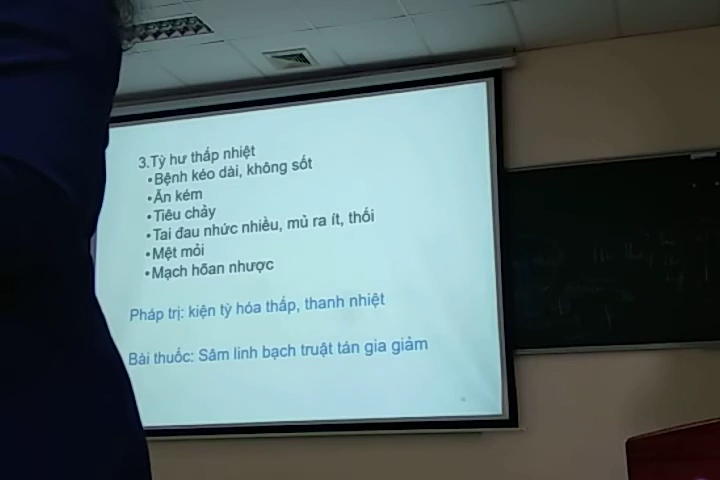 3.Tỳ hư thấp nhiệt
•Bệnh kéo dài, không sốt
•Ăn kém
•Tiêu chảy
•Tai đau nhức nhiều, mủ ra ít, thối
•Mệt mỏi
•Mạch hõan nhược
Pháp trị: kiện tỳ hóa thấp, thanh nhiệt
Bài thuốc: Sâm linh bạch truật tán gia giảm